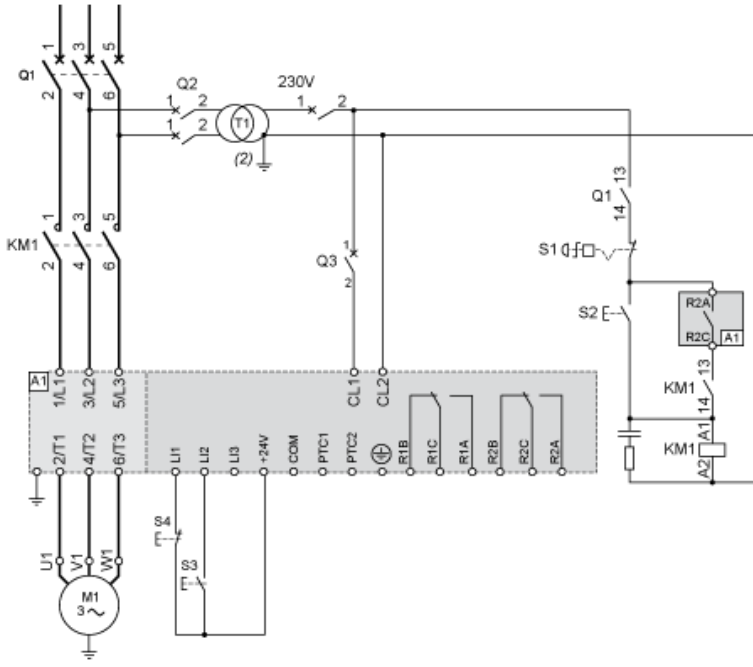 1 3 5
Q1
2 4 6
Q2
1 2
1 2
T1
(2)
230V
1 2
13
Q1
14
1 3 5
KM1
2 4 6
1
Q3
2
S1
S2
R2A
R2C
A1
13
KM1
14
A1
KM1
A2
A1
1/L1 3/L2 5/L3
CL1 CL2
2/T1 4/T2 6/T3
LI1 LI2 LI3 +24V COM PTC1 PTC2 R1B R1C R1A R2B R2C R2A
S4
S3
U1 V1 W1
M1
3